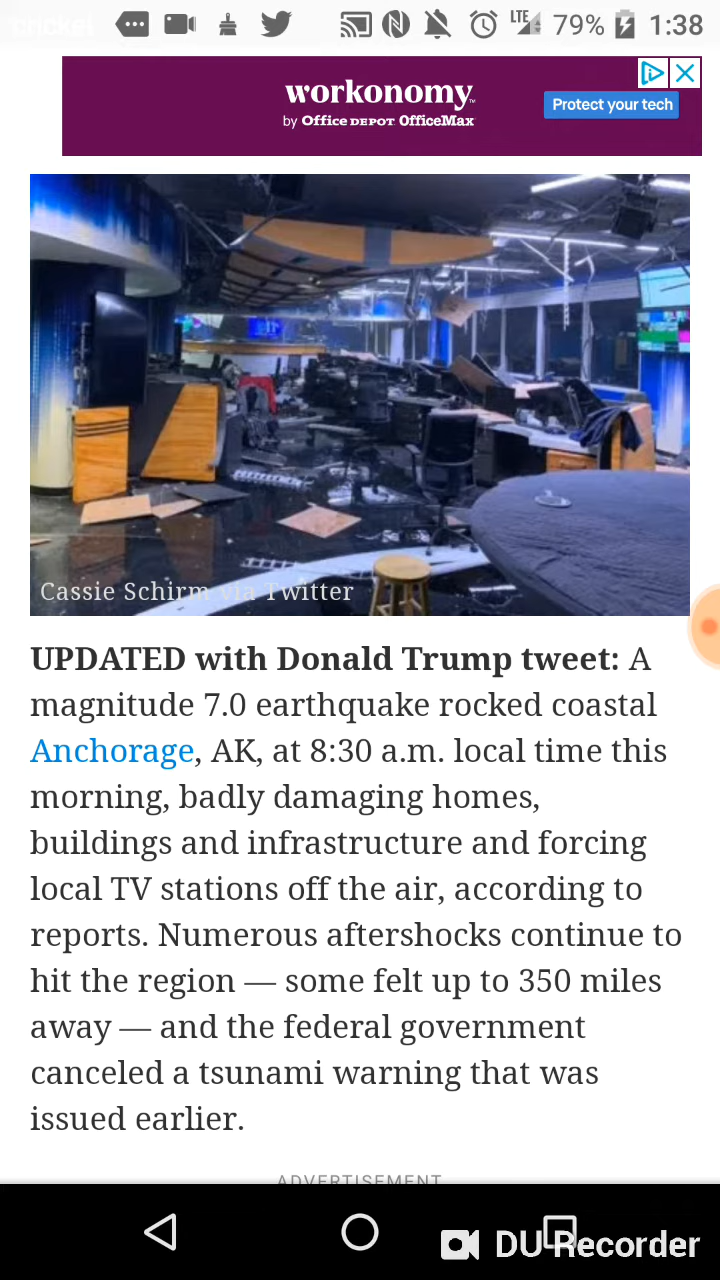 cricket
LTE 79% 1:38
workonomy™
by Office DEPOT OfficeMax
Protect your tech
Cassie Schirm via Twitter
UPDATED with Donald Trump tweet: A
magnitude 7.0 earthquake rocked coastal
Anchorage, AK, at 8:30 a.m. local time this
morning, badly damaging homes,
buildings and infrastructure and forcing
local TV stations off the air, according to
reports. Numerous aftershocks continue to
hit the region — some felt up to 350 miles
away — and the federal government
canceled a tsunami warning that was
issued earlier.
ADVERTISEMENT
DU Recorder